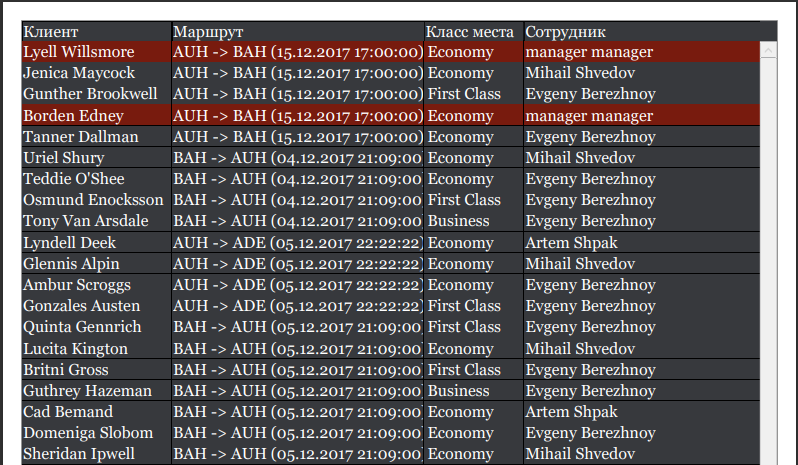 Клиент Маршрут Класс места Сотрудник
Lyell Willsmore AUH -> BAH (15.12.2017 17:00:00) Economy manager manager
Jenica Maycock AUH -> BAH (15.12.2017 17:00:00) Economy Mihail Shvedov
Gunther Brookwell AUH -> BAH (15.12.2017 17:00:00) First Class Evgeny Berezhnoy
Borden Edney AUH -> BAH (15.12.2017 17:00:00) Economy manager manager
Tanner Dallman AUH -> BAH (15.12.2017 17:00:00) Economy Evgeny Berezhnoy
Uriel Shury BAH -> AUH (04.12.2017 21:09:00 Economy Mihail Shvedov
Teddie O'Shee BAH -> AUH (04.12.2017 21:09:00 Economy Evgeny Berezhnoy
Osmund Enocksson BAH -> AUH (04.12.2017 21:09:00 First Class Evgeny Berezhnoy
Tony Van Arsdale BAH -> AUH (04.12.2017 21:09:00 Business Evgeny Berezhnoy
Lyndell Deek AUH -> ADE (05.12.2017 22:22:22) Economy Artem Shpak
Glennis Alpin AUH -> ADE (05.12.2017 22:22:22) Economy Mihail Shvedov
Ambur Scroggs AUH -> ADE (05.12.2017 22:22:22) Economy Evgeny Berezhnoy
Gonzales Austen AUH -> ADE (05.12.2017 22:22:22) First Class Evgeny Berezhnoy
Quinta Gennrich BAH -> AUH (05.12.2017 21:09:00 First Class Evgeny Berezhnoy
Lucita Kington BAH -> AUH (05.12.2017 21:09:00 Economy Mihail Shvedov
Britni Gross BAH -> AUH (05.12.2017 21:09:00 First Class Evgeny Berezhnoy
Guthrey Hazeman BAH -> AUH (05.12.2017 21:09:00 Business Evgeny Berezhnoy
Cad Bemand BAH -> AUH (05.12.2017 21:09:00 Economy Artem Shpak
Domeniga Slobom BAH -> AUH (05.12.2017 21:09:00 Economy Evgeny Berezhnoy
Sheridan Ipwell BAH -> AUH (05.12.2017 21:09:00 Economy Mihail Shvedov